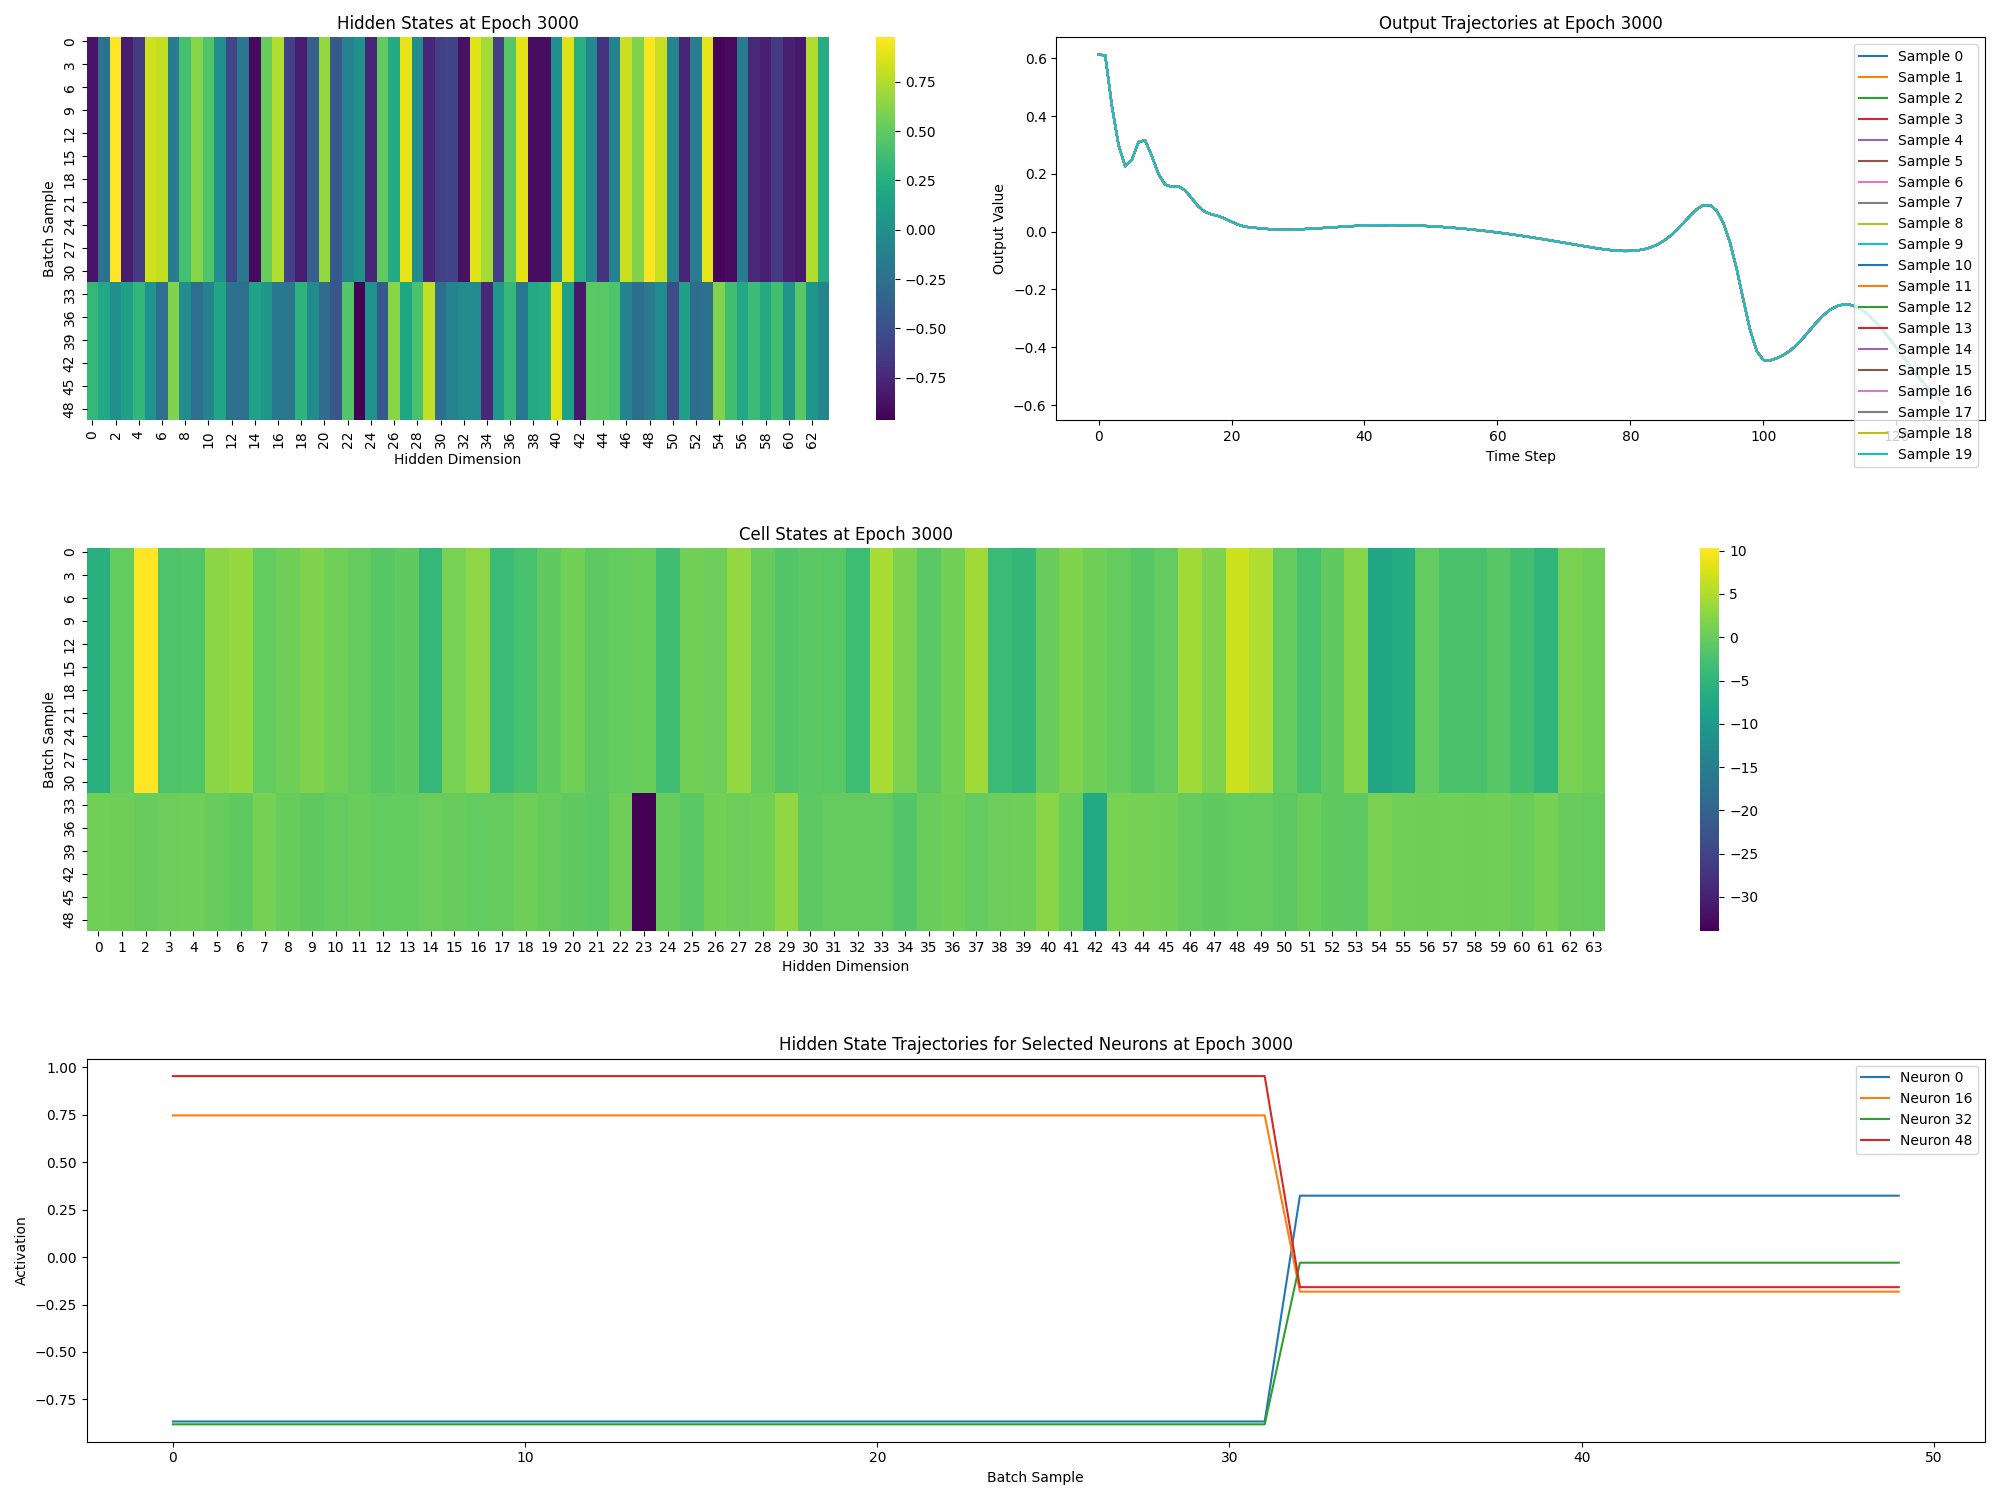 Hidden States at Epoch 3000
Batch Sample
0
3
6
9
12
15
18
21
24
27
30
33
36
39
42
45
48
0 2 4 6 8 10 12 14 16 18 20 22 24 26 28 30 32 34 36 38 40 42 44 46 48 50 52 54 56 58 60 62
Hidden Dimension
0.75
0.50
0.25
0.00
−0.25
−0.50
−0.75
Output Trajectories at Epoch 3000
Output Value
0.6
0.4
0.2
0.0
−0.2
−0.4
−0.6
0 20 40 60 80 100 120
Time Step
Sample 0
Sample 1
Sample 2
Sample 3
Sample 4
Sample 5
Sample 6
Sample 7
Sample 8
Sample 9
Sample 10
Sample 11
Sample 12
Sample 13
Sample 14
Sample 15
Sample 16
Sample 17
Sample 18
Sample 19
Cell States at Epoch 3000
Batch Sample
0
3
6
9
12
15
18
21
24
27
30
33
36
39
42
45
48
0 1 2 3 4 5 6 7 8 9 10 11 12 13 14 15 16 17 18 19 20 21 22 23 24 25 26 27 28 29 30 31 32 33 34 35 36 37 38 39 40 41 42 43 44 45 46 47 48 49 50 51 52 53 54 55 56 57 58 59 60 61 62 63
Hidden Dimension
10
5
0
−5
−10
−15
−20
−25
−30
Hidden State Trajectories for Selected Neurons at Epoch 3000
Activation
1.00
0.75
0.50
0.25
0.00
−0.25
−0.50
−0.75
0 10 20 30 40 50
Batch Sample
Neuron 0
Neuron 16
Neuron 32
Neuron 48